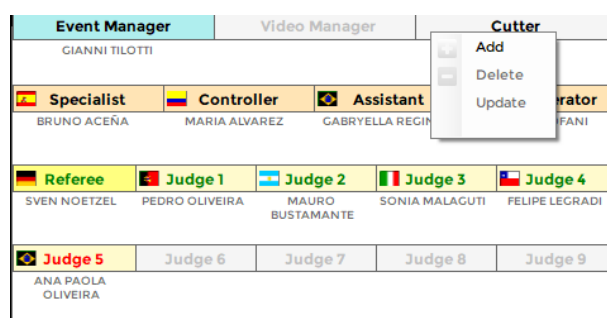 Event Manager Video Manager Cutter
GIANNI TILOTTI
Add
Delete
Update
Specialist Controller Assistant
BRUNO ACEÑA MARIA ALVAREZ
Referee Judge 1 Judge 2 Judge 3 Judge 4
SVEN NOETZEL PEDRO OLIVEIRA MAURO SONIA MALAGUTI FELIPE LEGRADI
BUSTAMANTE
Judge 5 Judge 6 Judge 7 Judge 8 Judge 9
ANA PAOLA
OLIVEIRA